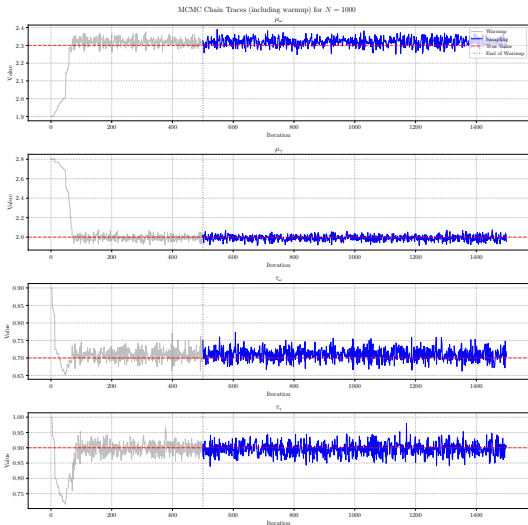 MCMC Chain Traces (including warmup) for N = 1000
μ_ω
Value
2.4
2.3
2.2
2.1
2.0
1.9
Warmup
Sampling
True Value
End of Warmup
0 200 400 600 800 1000 1200 1400
Iteration
μ_γ
Value
2.8
2.6
2.4
2.2
2.0
0 200 400 600 800 1000 1200 1400
Iteration
τ_ω
Value
0.90
0.85
0.80
0.75
0.70
0.65
0 200 400 600 800 1000 1200 1400
Iteration
τ_γ
Value
1.00
0.95
0.90
0.85
0.80
0.75
0 200 400 600 800 1000 1200 1400
Iteration